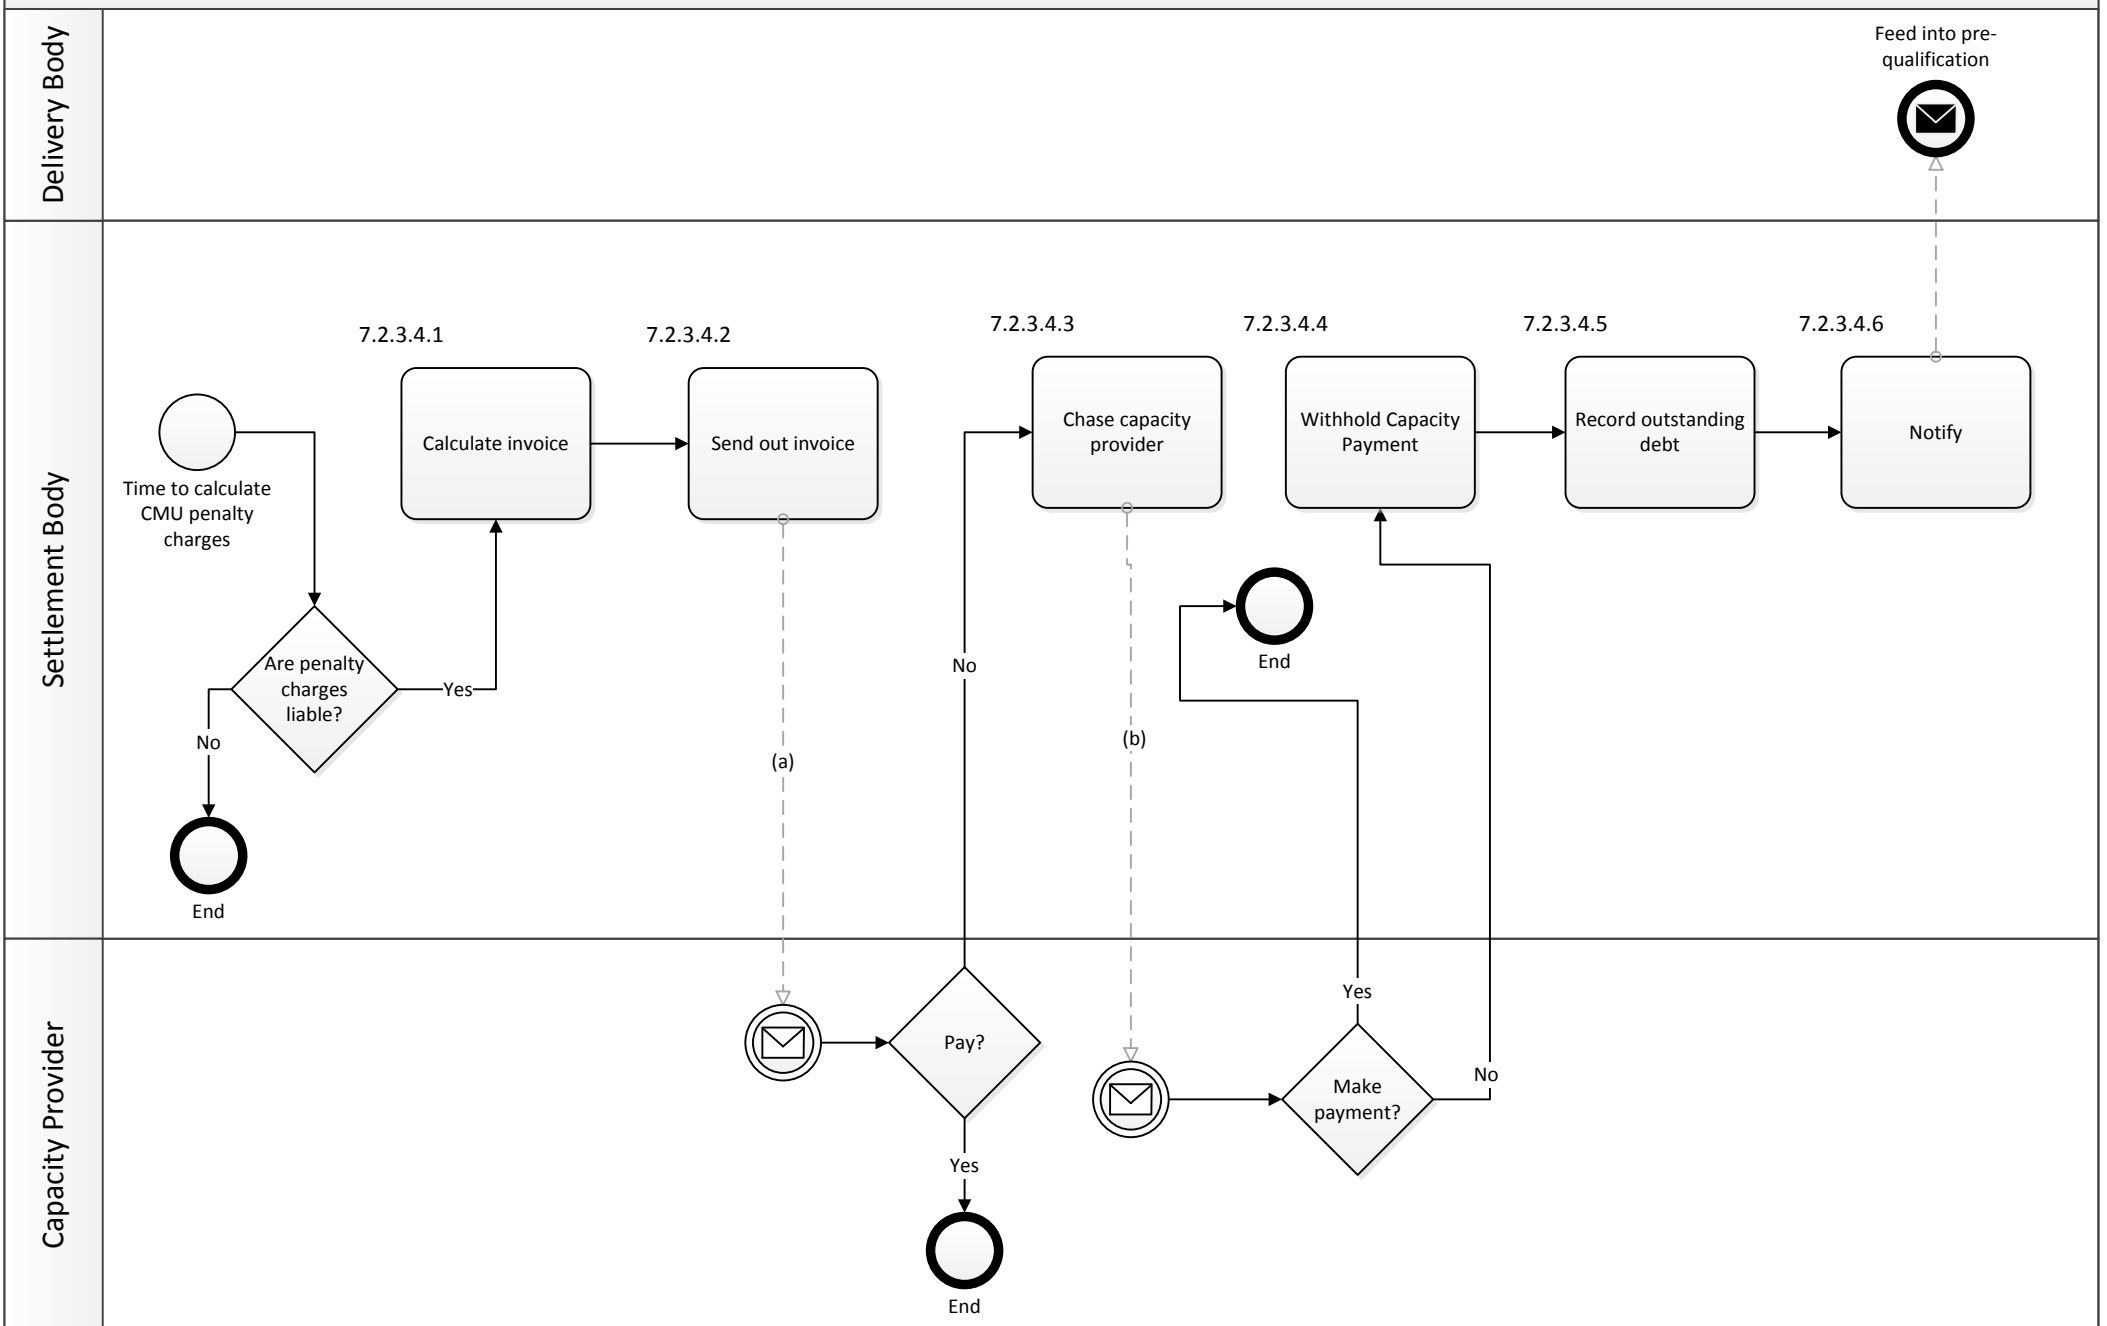 Delivery Body
Feed into pre-
qualification
Settlement Body
7.2.3.4.1
7.2.3.4.2
7.2.3.4.3
7.2.3.4.4
7.2.3.4.5
7.2.3.4.6
Time to calculate
CMU penalty
charges
Calculate invoice
Send out invoice
Chase capacity
provider
Withhold Capacity
Payment
Record outstanding
debt
Notify
Are penalty
charges
liable?
Yes
No
End
(a)
No
(b)
End
Capacity Provider
Pay?
Yes
End
Make
payment?
Yes
No